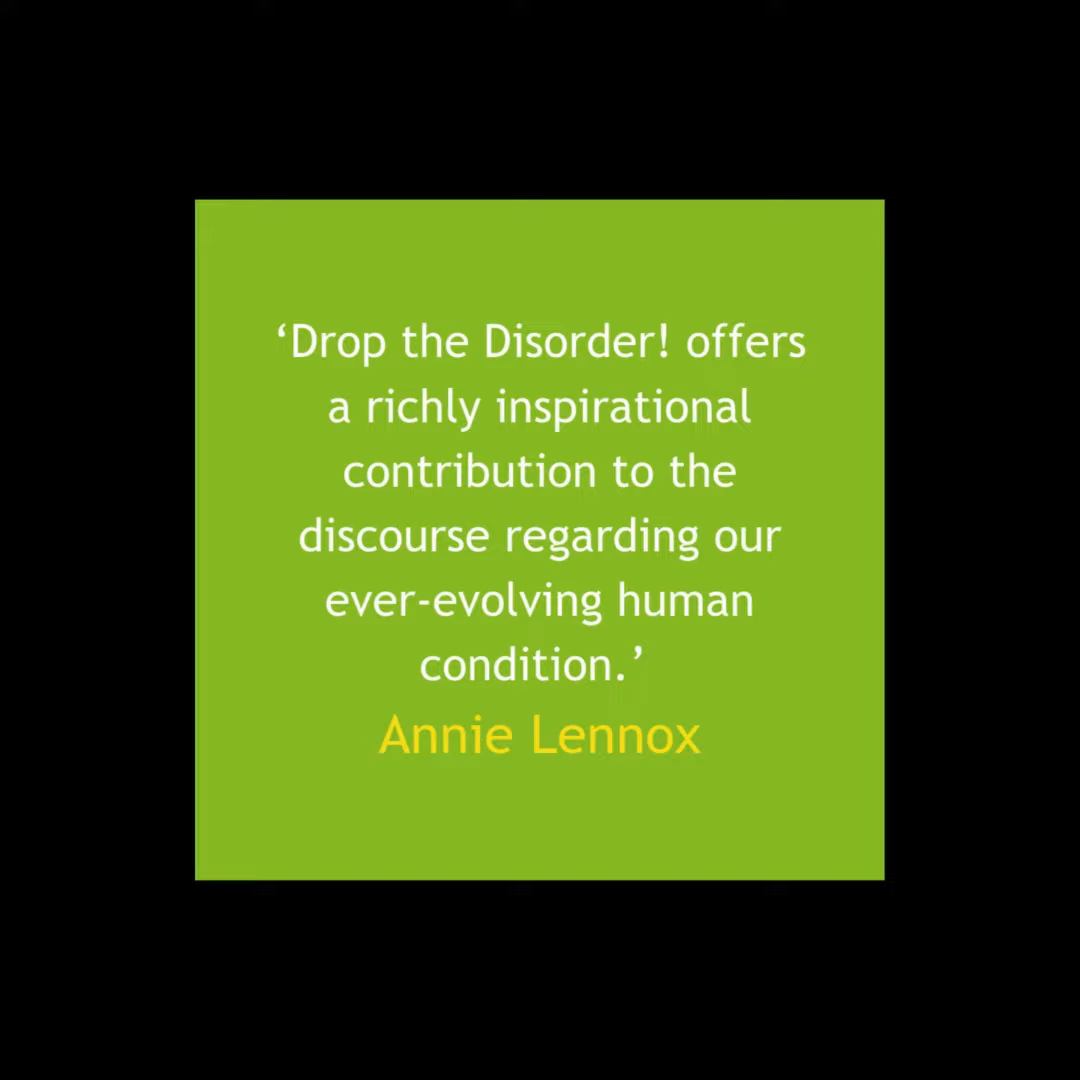 ‘Drop the Disorder! offers
a richly inspirational
contribution to the
discourse regarding our
ever-evolving human
condition.’
Annie Lennox